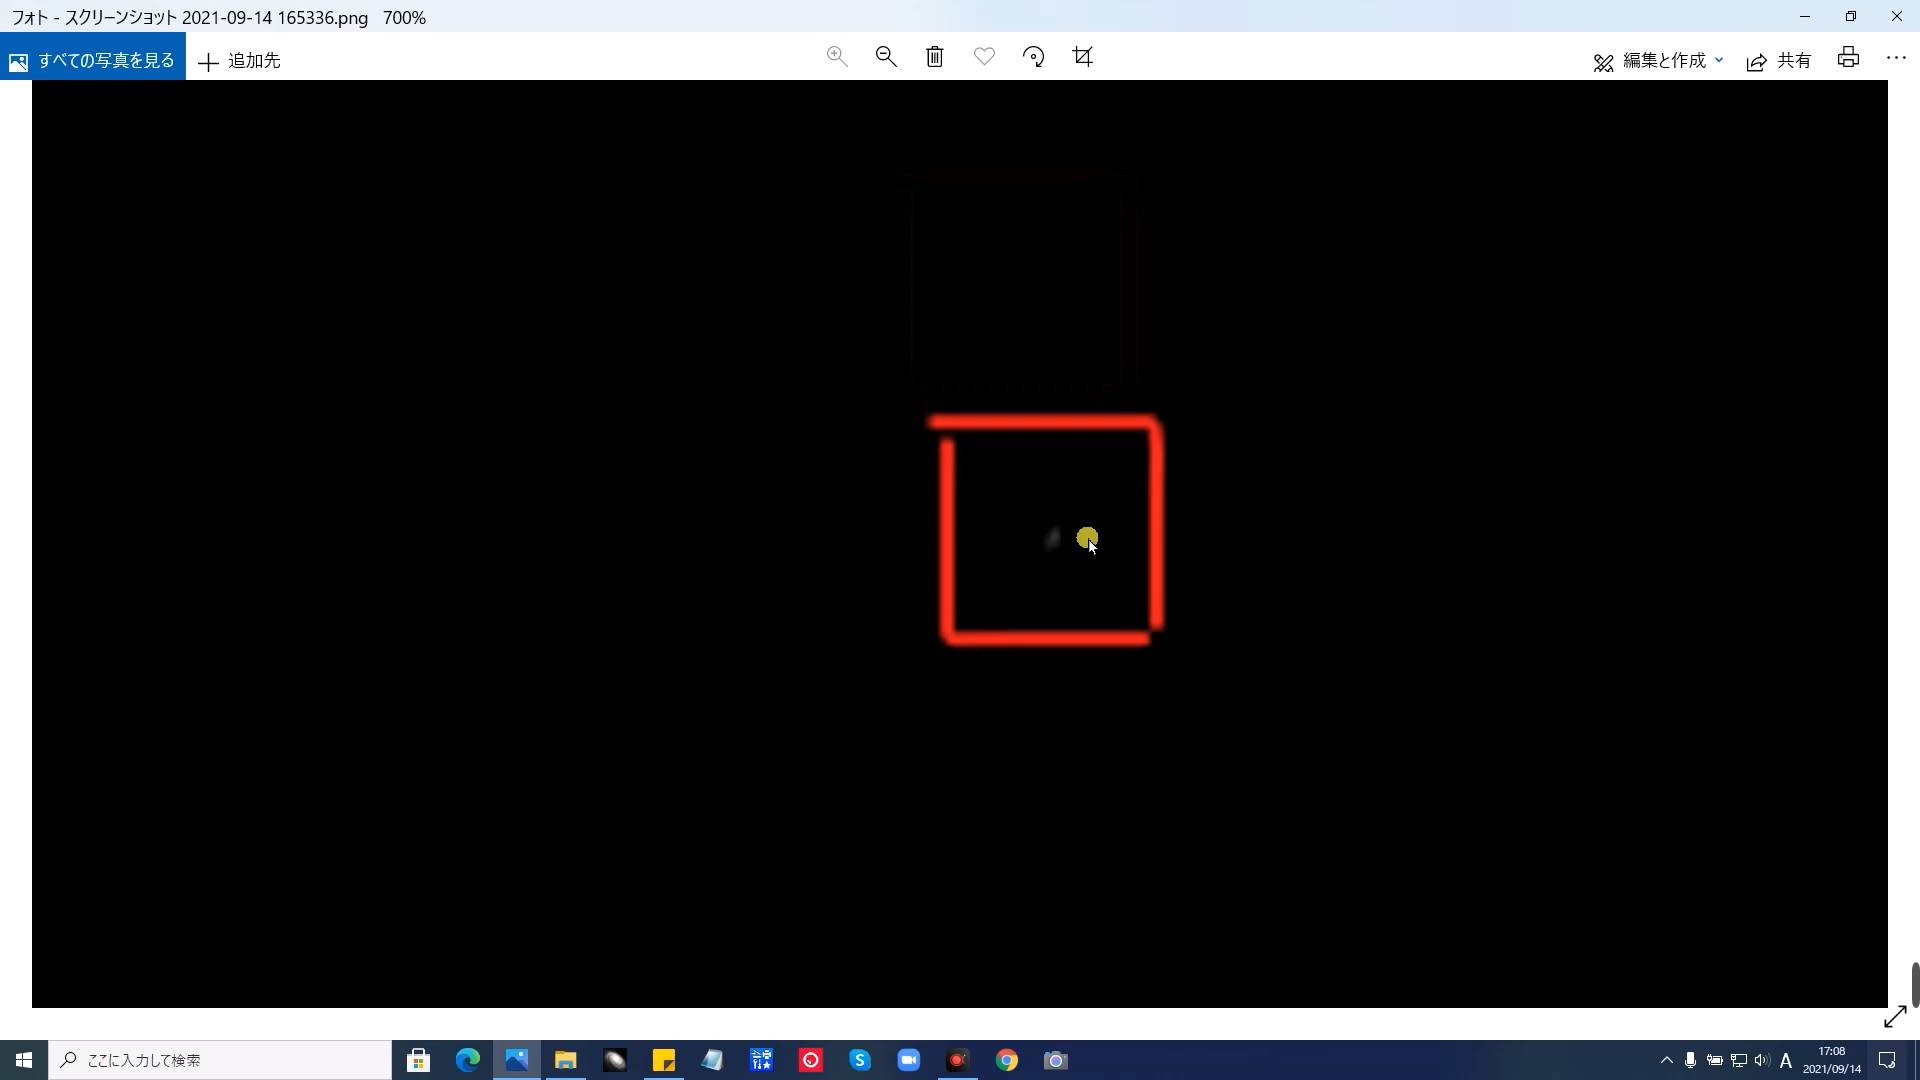 フォト - スクリーンショット 2021-09-14 165336.png 700%
すべての写真を見る
追加先
編集と作成
共有
ここに入力して検索
A
17:08
2021/09/14